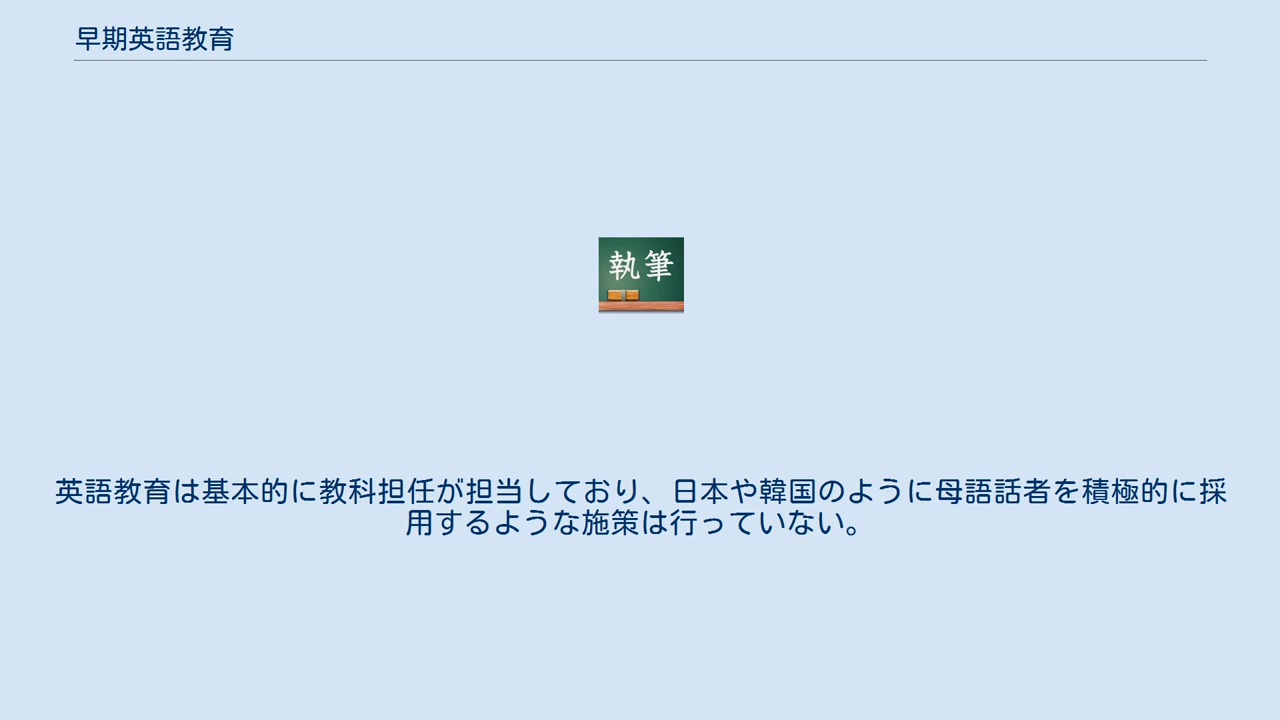 早期英語教育
執筆
英語教育は基本的に教科担任が担当しており、日本や韓国のように母語話者を積極的に採
用するような施策は行っていない。